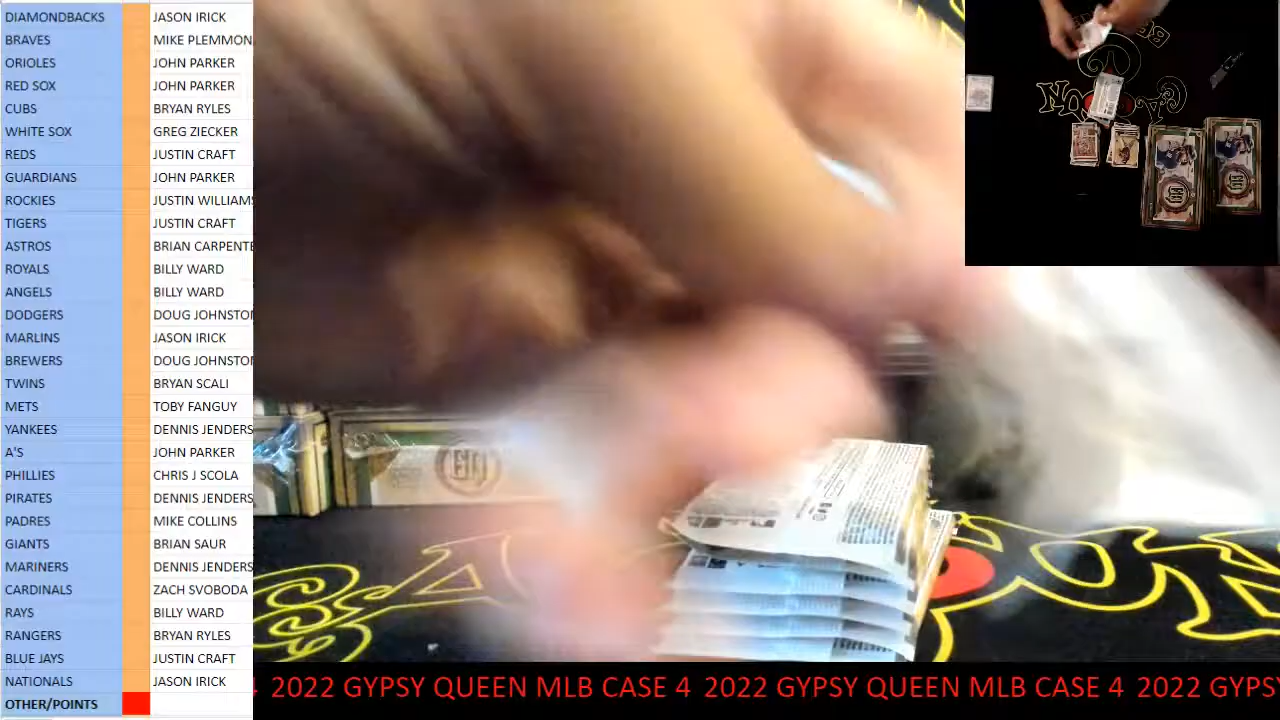 DIAMONDBACKS JASON IRICK
BRAVES MIKE PLEMMON
ORIOLES JOHN PARKER
RED SOX JOHN PARKER
CUBS BRYAN RYLES
WHITE SOX GREG ZIECKER
REDS JUSTIN CRAFT
GUARDIANS JOHN PARKER
ROCKIES JUSTIN WILLIAMS
TIGERS JUSTIN CRAFT
ASTROS BRIAN CARPENTE
ROYALS BILLY WARD
ANGELS BILLY WARD
DODGERS DOUG JOHNSTO
MARLINS JASON IRICK
BREWERS DOUG JOHNSTO
TWINS BRYAN SCALI
METS TOBY FANGUY
YANKEES DENNIS JENDERS
A'S JOHN PARKER
PHILLIES CHRIS J SCOLA
PIRATES DENNIS JENDERS
PADRES MIKE COLLINS
GIANTS BRIAN SAUR
MARINERS DENNIS JENDERS
CARDINALS ZACH SVOBODA
RAYS BILLY WARD
RANGERS BRYAN RYLES
BLUE JAYS JUSTIN CRAFT
NATIONALS JASON IRICK
OTHER/POINTS
4 2022 GYPSY QUEEN MLB CASE 4 2022 GYPSY QUEEN MLB CASE 4 2022 GYPS
GQ